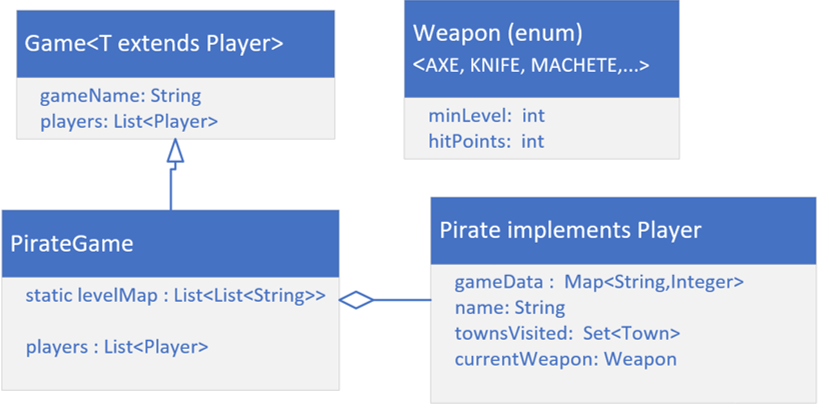 Game<T extends Player>
gameName: String
players: List<Player>
Weapon (enum)
<AXE, KNIFE, MACHETE,...>
minLevel:  int
hitPoints:  int
PirateGame
static levelMap : List<List<String>>
players : List<Player>
Pirate implements Player
gameData :  Map<String,Integer>
name: String
townsVisited:  Set<Town>
currentWeapon: Weapon